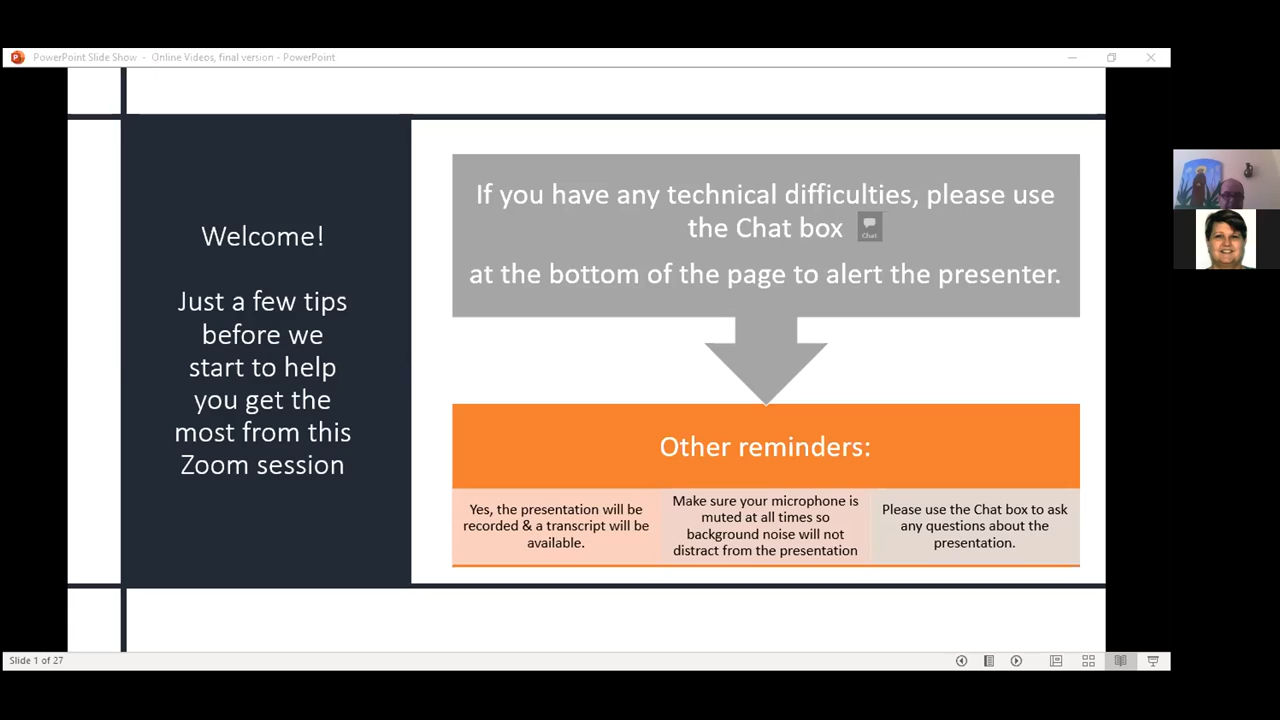 PowerPoint Slide Show - Online Videos, final version - PowerPoint
Welcome!
Just a few tips
before we
start to help
you get the
most from this
Zoom session
If you have any technical difficulties, please use
the Chat box
Chat
at the bottom of the page to alert the presenter.
Other reminders:
Yes, the presentation will be
recorded & a transcript will be
available.
Make sure your microphone is
muted at all times so
background noise will not
distract from the presentation
Please use the Chat box to ask
any questions about the
presentation.
Slide 1 of 27